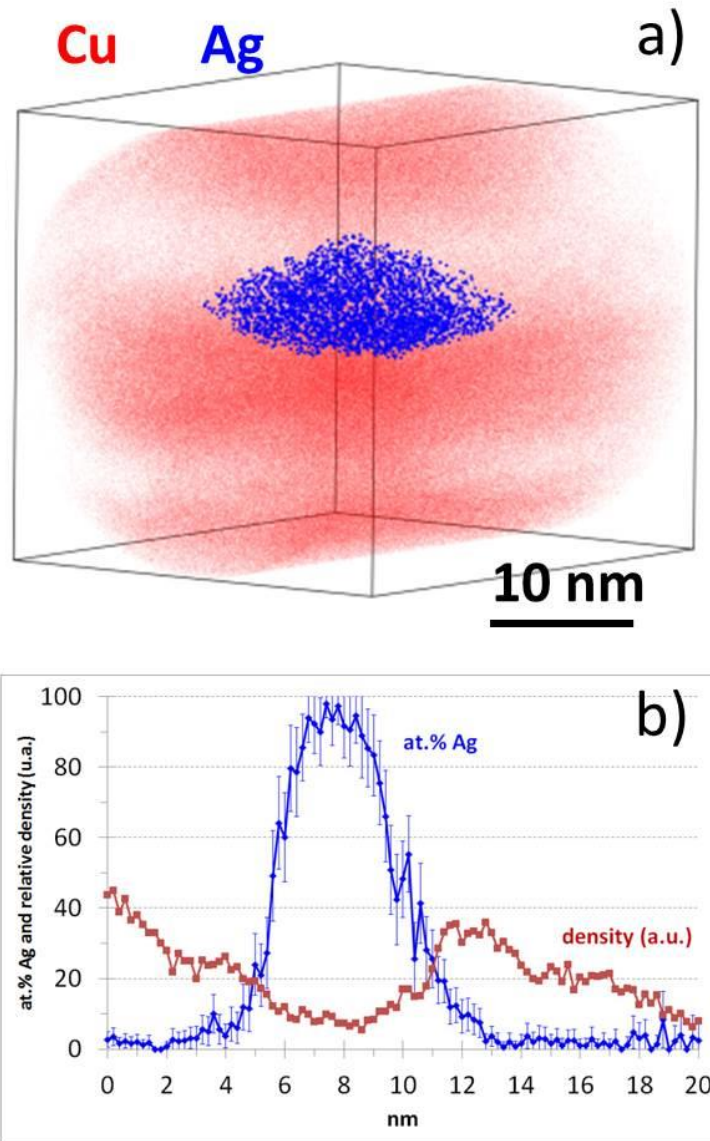 Cu Ag a)
10 nm
b)
100
80
60
40
20
0
at.% Ag
density (a.u.)
at.% Ag and relative density (u.a.)
0 2 4 6 8 10 12 14 16 18 20
nm